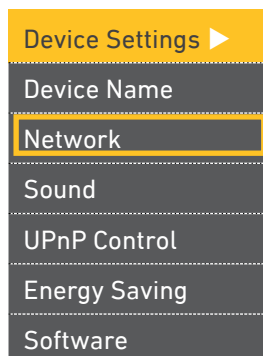 Device Settings ▶
Device Name
Network
Sound
UPnP Control
Energy Saving
Software